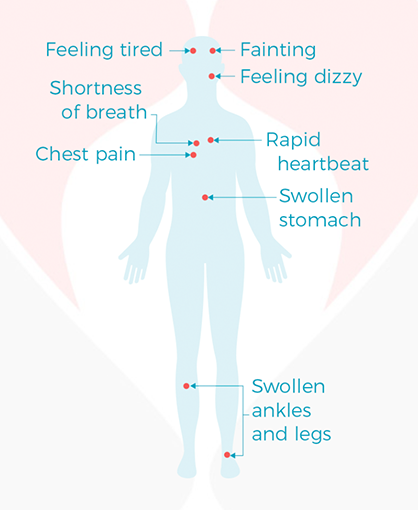 Feeling tired
Fainting
Feeling dizzy
Shortness
of breath
Chest pain
Rapid
heartbeat
Swollen
stomach
Swollen
ankles
and legs